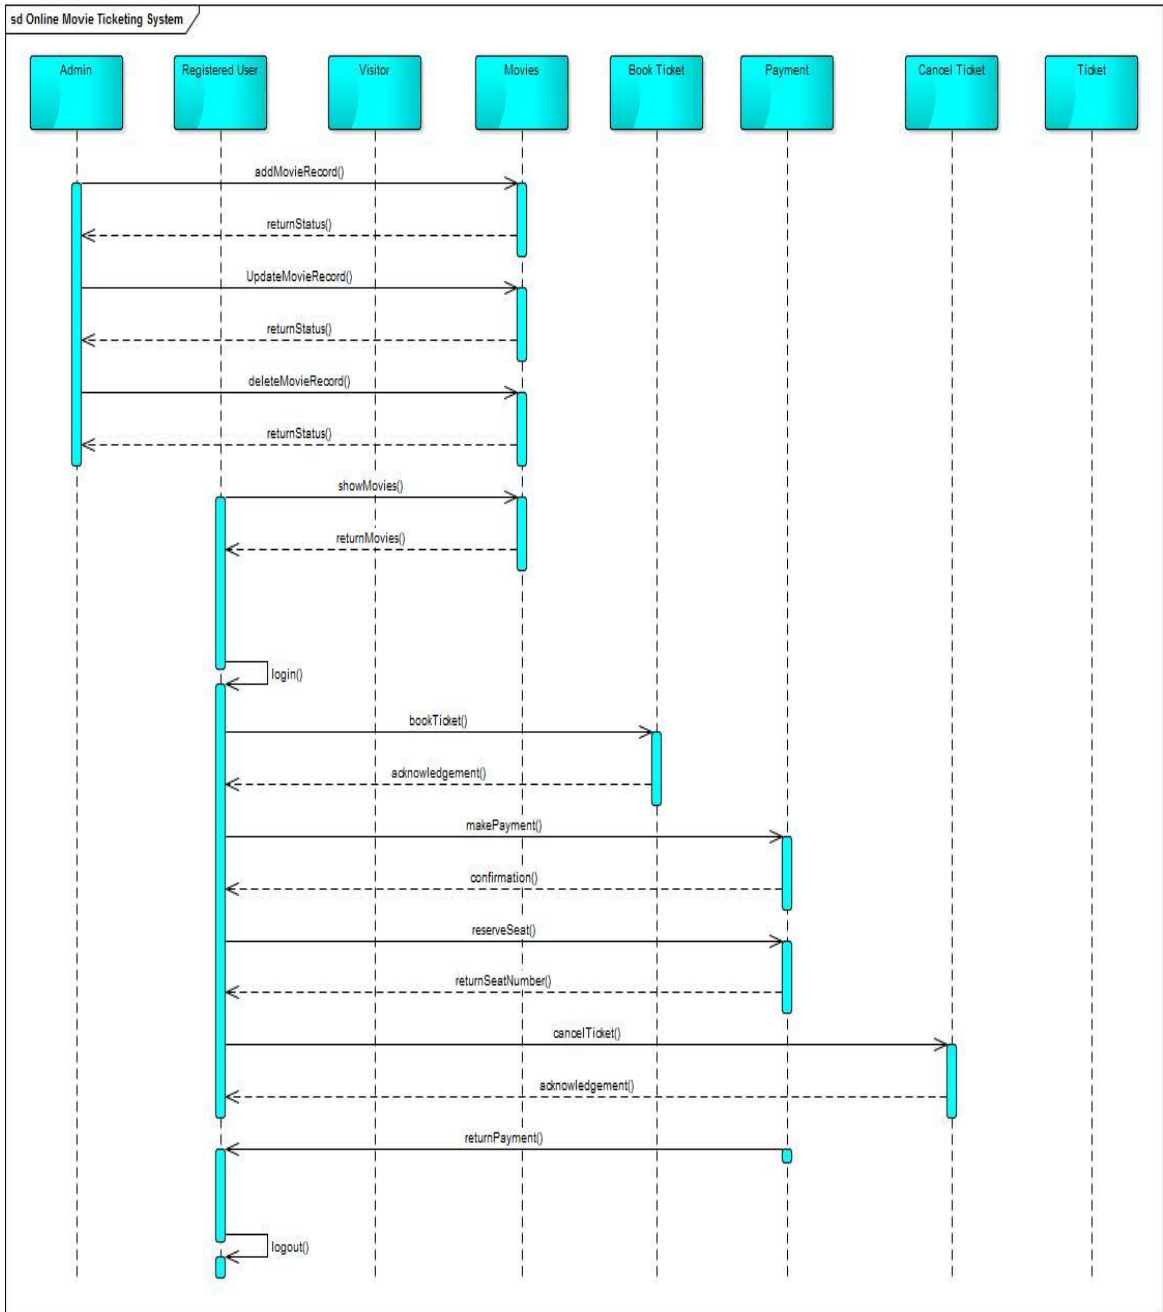 sd Online Movie Ticketing System
Admin
Registered User
Visitor
Movies
Book Ticket
Payment
Cancel Ticket
Ticket
addMovieRecord()
returnStatus()
UpdateMovieRecord()
returnStatus()
deleteMovieRecord()
returnStatus()
showMovies()
returnMovies()
login()
bookTicket()
acknowledgement()
makePayment()
confirmation()
reserveSeat()
returnSeatNumber()
cancelTicket()
acknowledgement()
returnPayment()
logout()